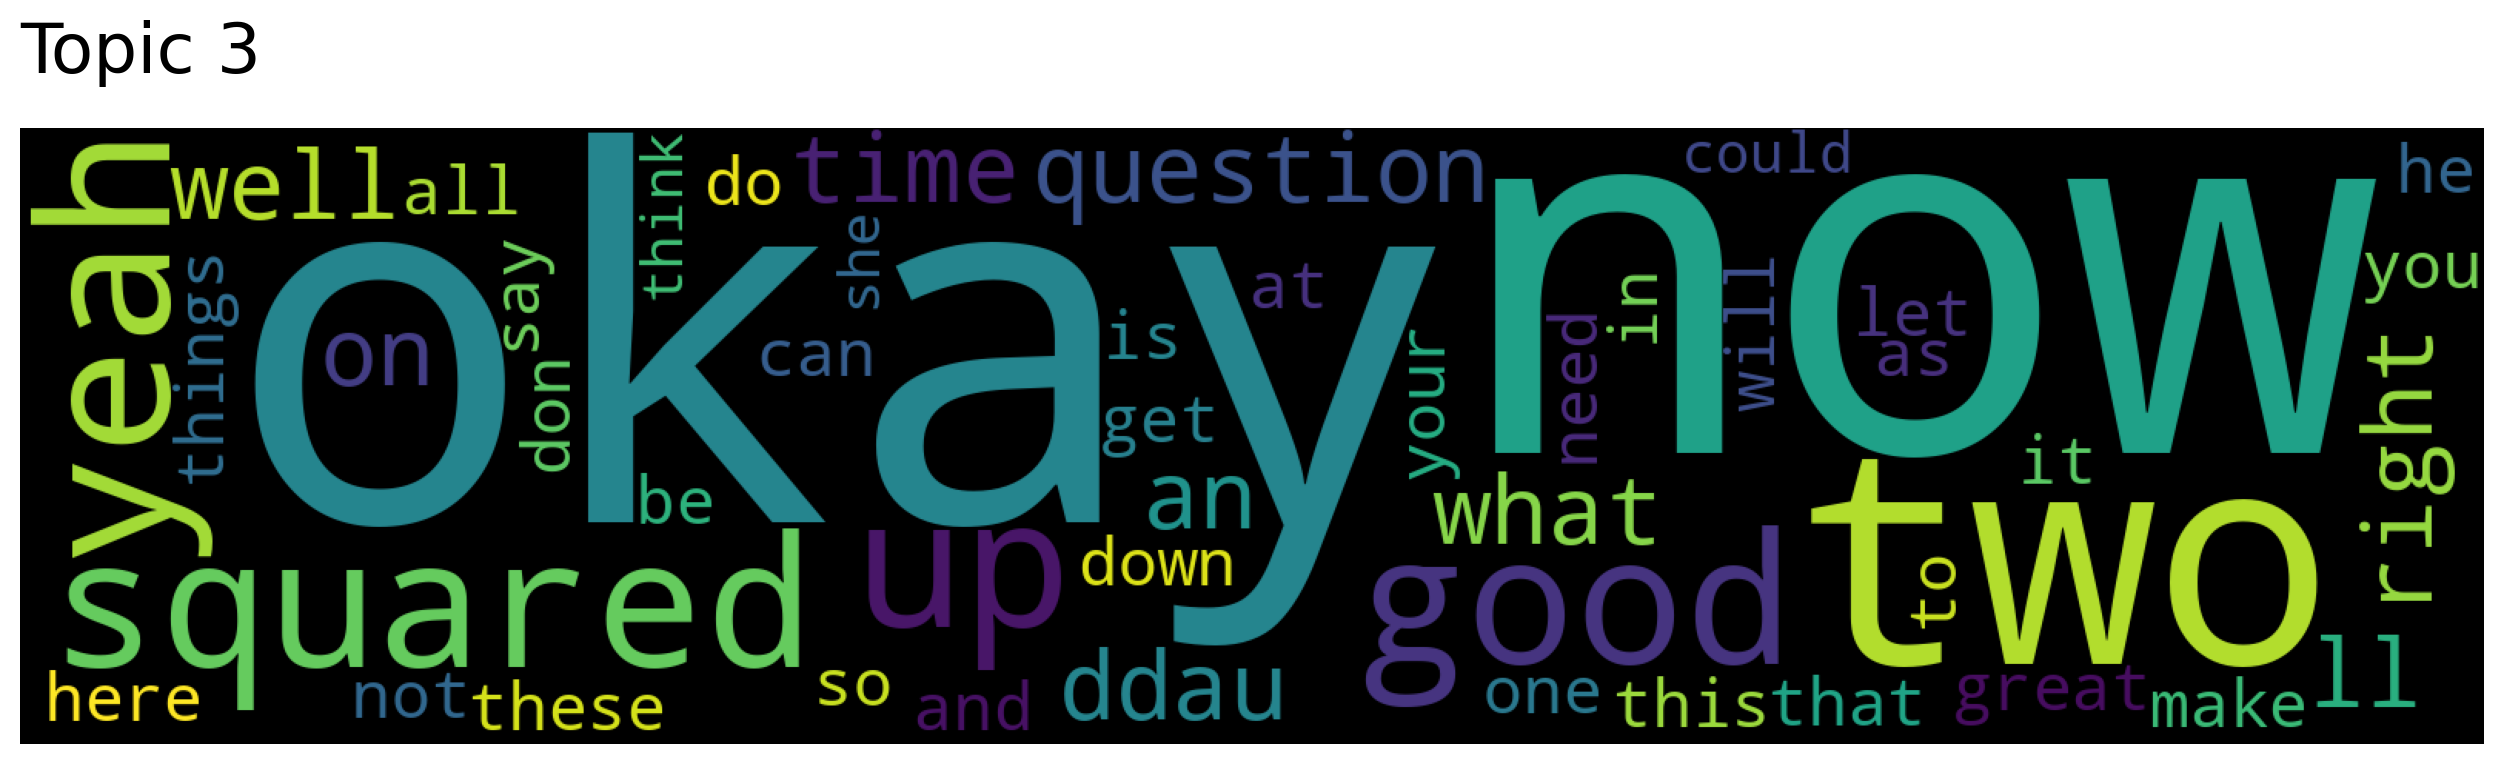 Topic 3
yeah
well
all
think
do
time
question
could
he
okay
now
things
say
she
at
in
will
let
as
you
on
don
can
is
get
your
need
right
be
an
what
it
two
squared
up
down
good
to
here
not
these
so
and
ddau
one
this
that
great
make
ll